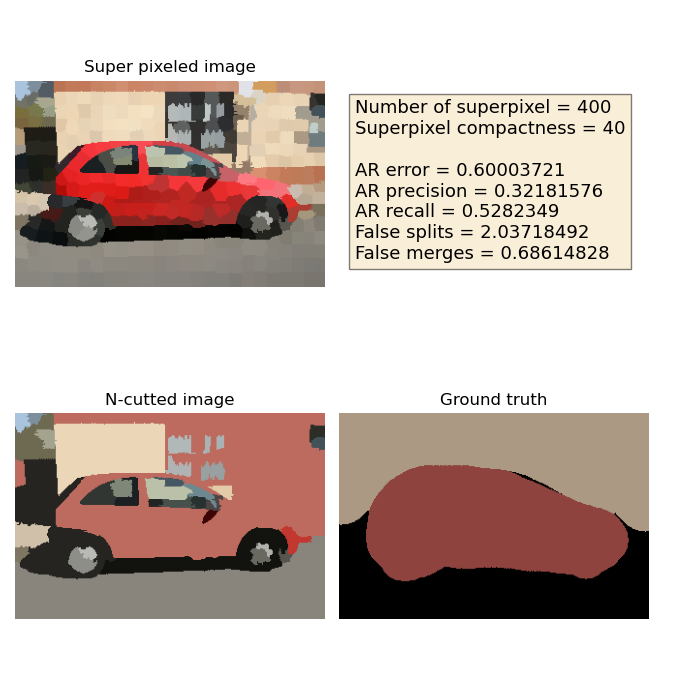 Super pixeled image
Number of superpixel = 400
Superpixel compactness = 40
AR error = 0.60003721
AR precision = 0.32181576
AR recall = 0.5282349
False splits = 2.03718492
False merges = 0.68614828
N-cutted image
Ground truth